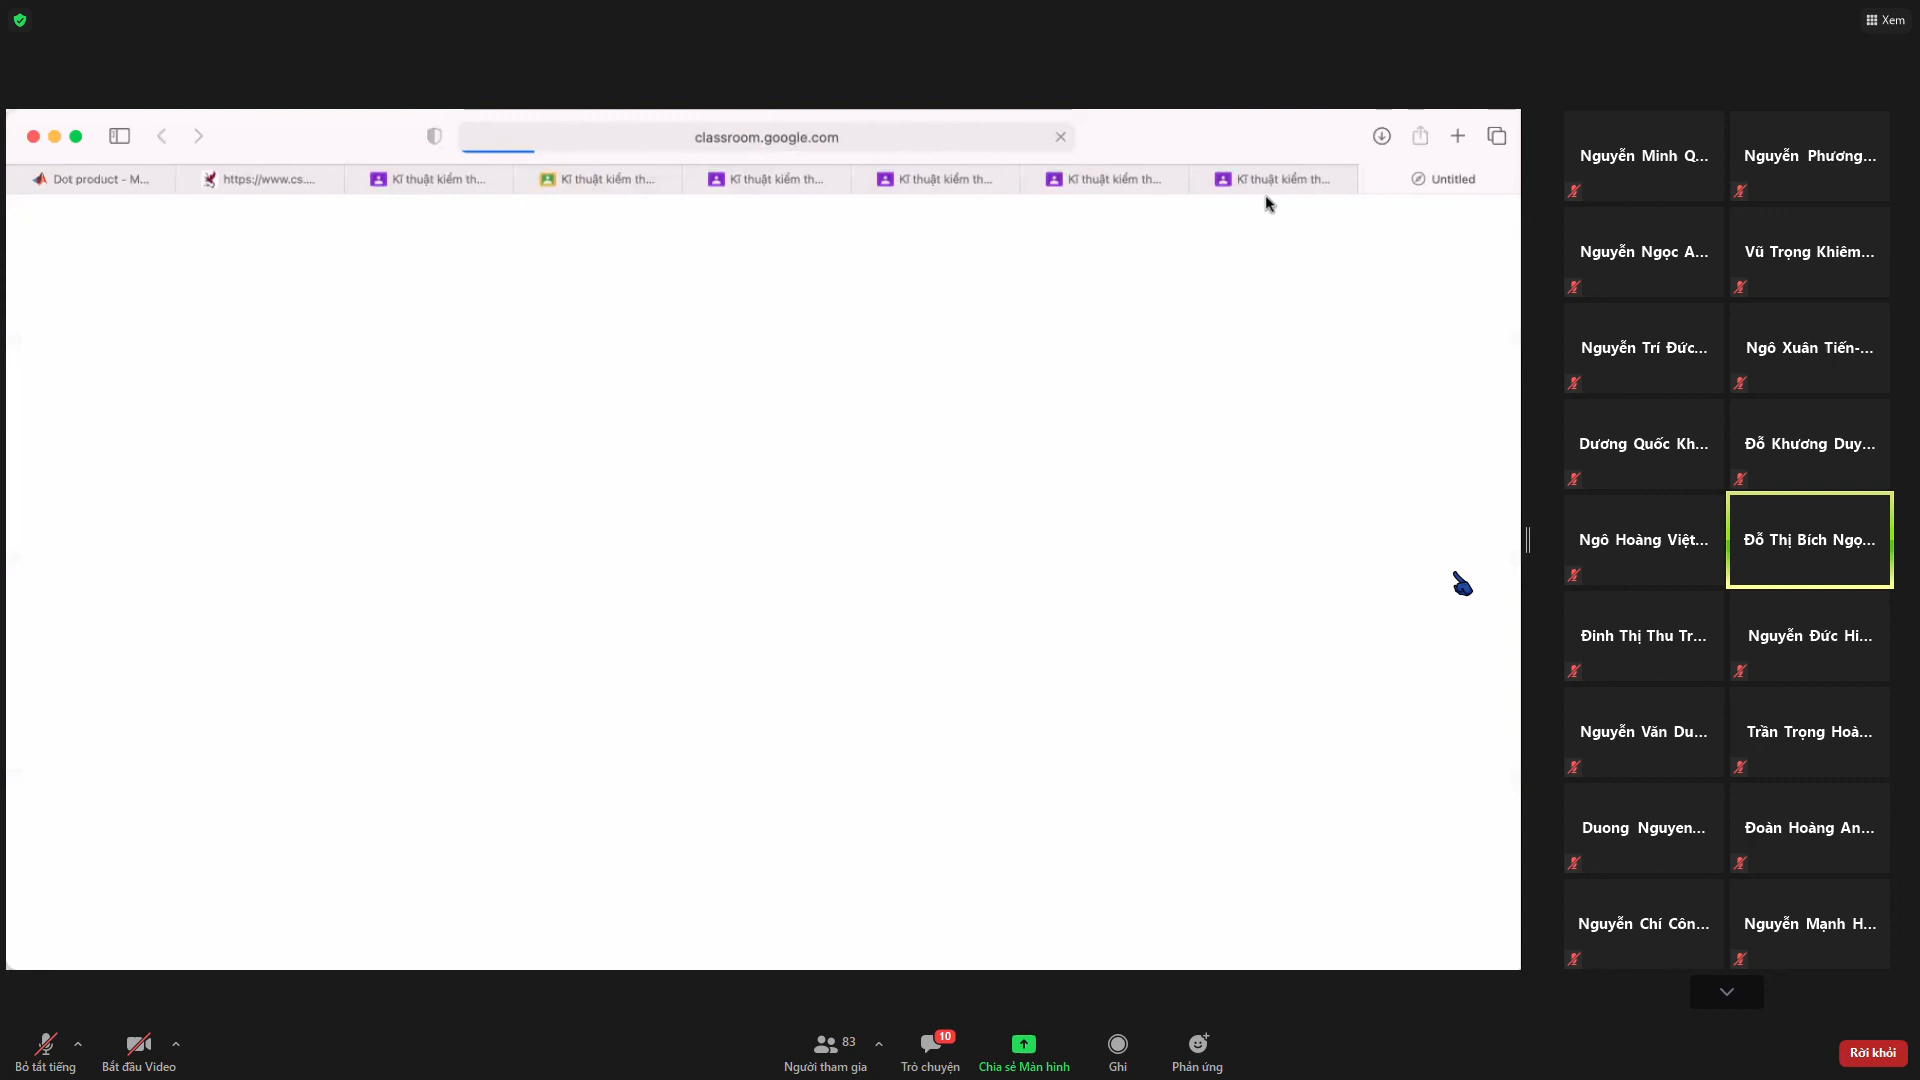 Xem
classroom.google.com
Dot product - M...
https://www.cs....
Kĩ thuật kiểm th...
Kĩ thuật kiểm th...
Kĩ thuật kiểm th...
Kĩ thuật kiểm th...
Kĩ thuật kiểm th...
Kĩ thuật kiểm th...
Untitled
Nguyễn Minh Q...
Nguyễn Phương...
Nguyễn Ngọc A...
Vũ Trọng Khiêm...
Nguyễn Trí Đức...
Ngô Xuân Tiến-...
Dương Quốc Kh...
Đỗ Khương Duy...
Ngô Hoàng Việt...
Đỗ Thị Bích Ngọ...
Đinh Thị Thu Tr...
Nguyễn Đức Hi...
Nguyễn Văn Du...
Trần Trọng Hoà...
Duong Nguyen...
Đoàn Hoàng An...
Nguyễn Chí Côn...
Nguyễn Mạnh H...
Bỏ tắt tiếng
Bắt đầu Video
83
Người tham gia
10
Trò chuyện
Chia sẻ Màn hình
Ghi
Phản ứng
Rời khỏi